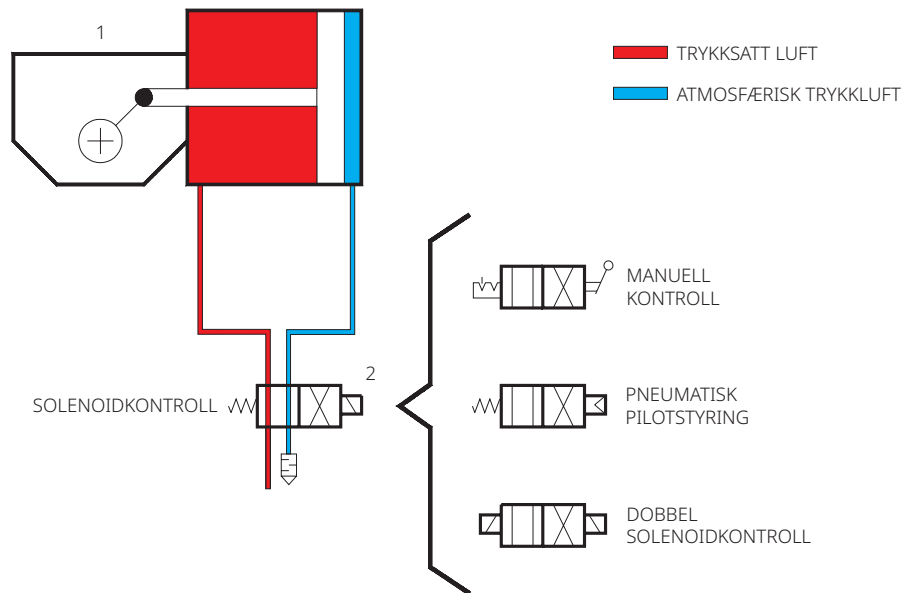 1
TRYKKSATT LUFT
ATMOSFÆRISK TRYKKLUFT
MANUELL
KONTROLL
2
SOLENOIDKONTROLL
PNEUMATISK
PILOTSTYRING
DOBBEL
SOLENOIDKONTROLL